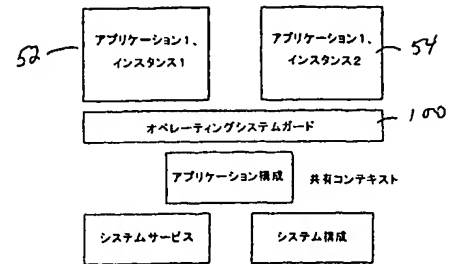 アプリケーション1、
インスタンス1
アプリケーション1、
インスタンス2
52
54
100
オペレーティングシステムガード
アプリケーション構成
共有コンテキスト
システムサービス
システム構成